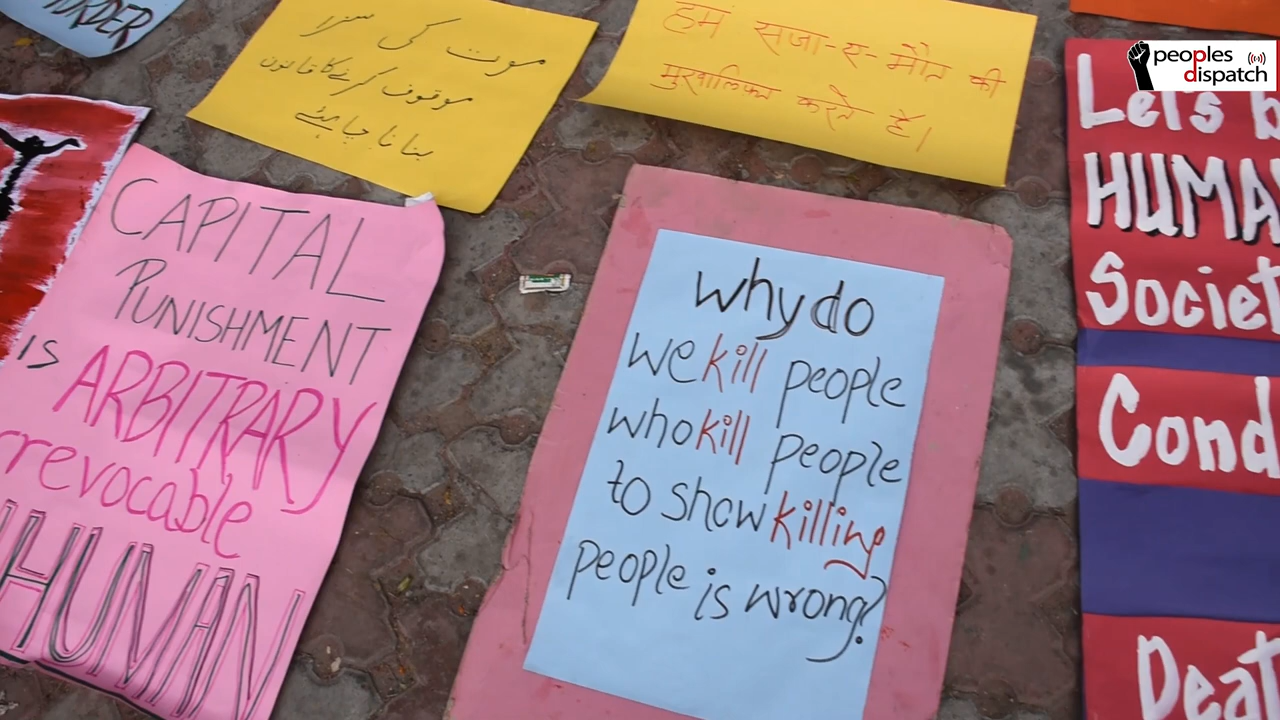 MURDER
موت کی سزا
موقوف کرنے کا قانون
بنانا چاہئے
हम सजा-ए-मौत की
मुखालिफत करते है।
peoples
dispatch
CAPITAL
PUNISHMENT
IS ARBITRARY
rrevocable
HUMAN
why do
we kill people
who kill people
to show killing
people is wrong?
Let's b
HUMA
Societ
Cond
Deat